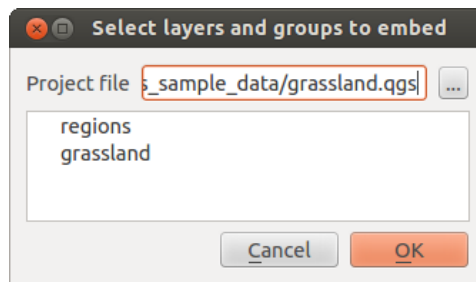 Select layers and groups to embed
Project file s_sample_data/grassland.qgs ...
regions
grassland
Cancel OK